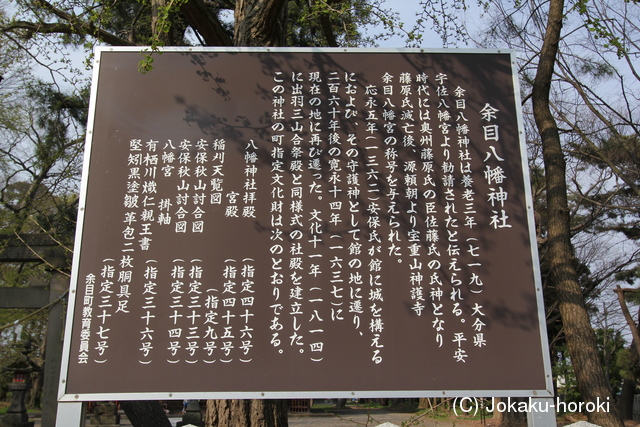 余目八幡神社
余目八幡神社は養老三年（七一九）大分県
宇佐八幡宮より勧請されたと伝えられる。平安
時代には奥州藤原氏の臣佐藤氏の氏神となり
藤原氏滅亡後、源頼朝より室重山神護寺
余目八幡宮の称号を与えられた。
応永五年（一三六二）安保氏が館に城を構える
におよび、その守護神として館の地に遷り、
二百六十年後の寛永十四年（一六三七）に
現在の地に再び遷った。文化十一年（一八一四）
に出羽三山合祭殿と同様式の社殿を建立した。
この神社の町指定文化財は次のとおりである。
八幡神社拝殿（指定四十六号）
宮殿（指定四十五号）
稲刈天覧図（指定九号）
安保秋山討合図（指定三十三号）
安保秋山討合図（指定三十四号）
八幡宮 掛軸
有栖川熾仁親王書（指定三十六号）
堅矧黒塗皺革包二枚胴具足
（指定三十七号）
余目町教育委員会
(C) Jokaku-horoki